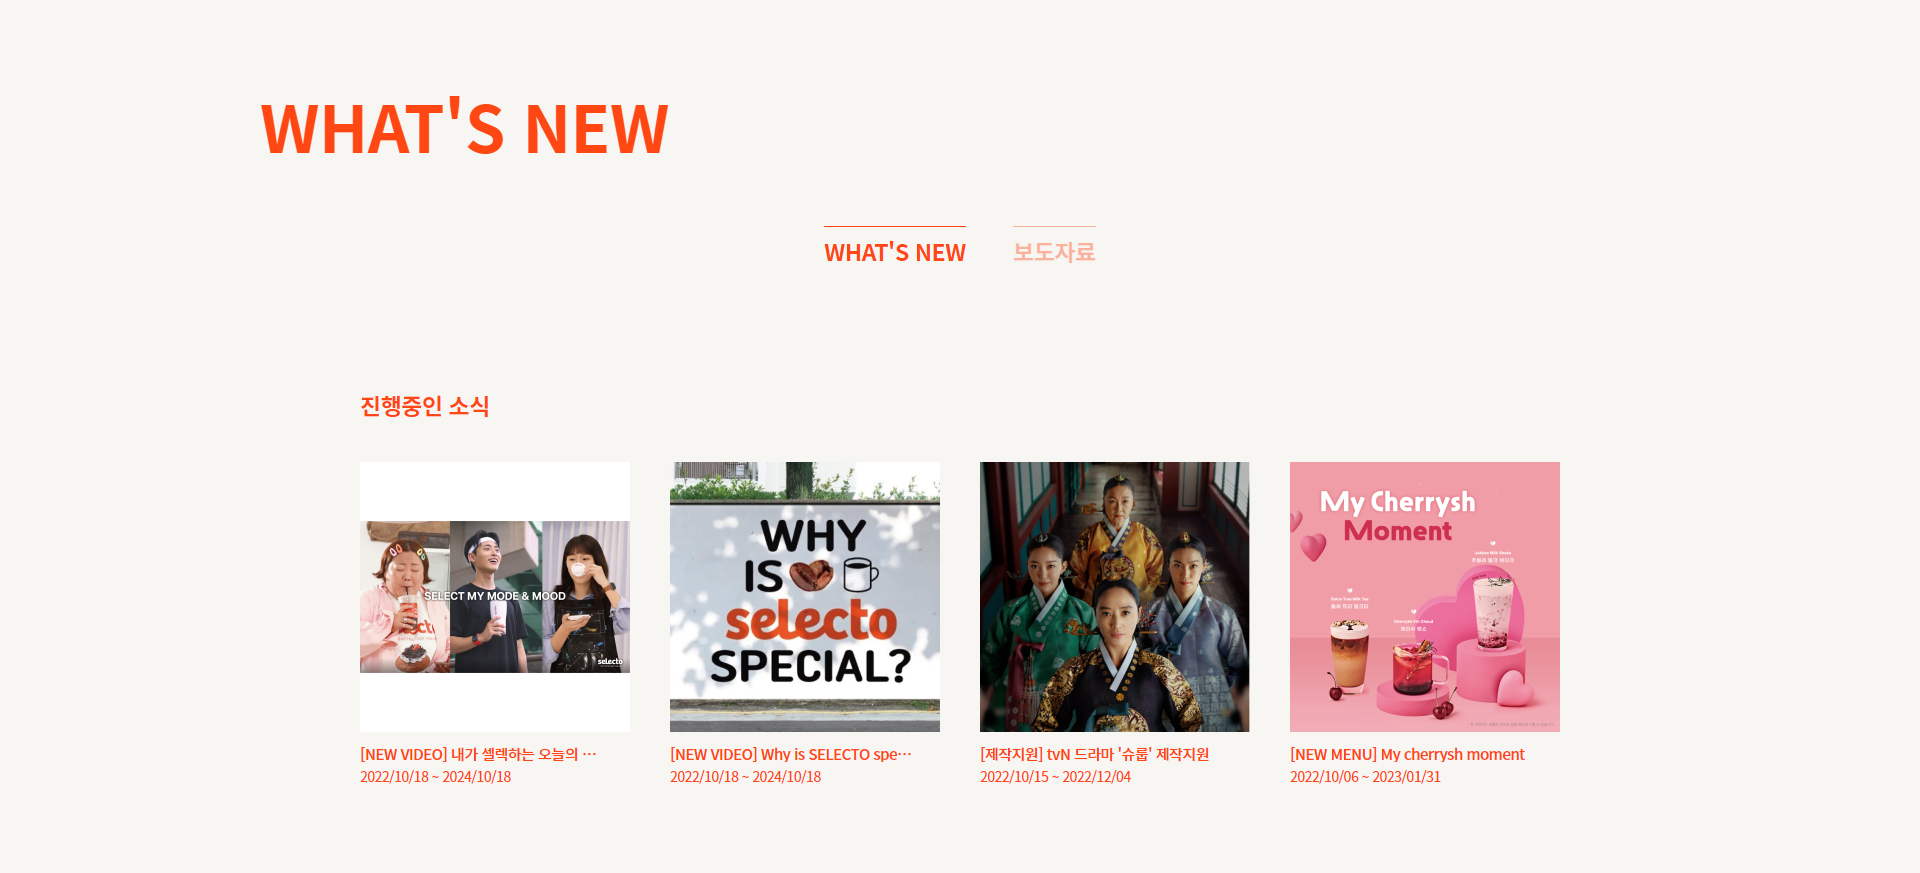 WHAT'S NEW
WHAT'S NEW
보도자료
진행중인 소식
SELECT MY MODE & MOOD
selecto
WHY
IS
selecto
SPECIAL?
My Cherrysh
Moment
[NEW VIDEO] 내가 셀렉하는 오늘의 ···
2022/10/18 ~ 2024/10/18
[NEW VIDEO] Why is SELECTO spe···
2022/10/18 ~ 2024/10/18
[제작지원] tvN 드라마 '슈룹' 제작지원
2022/10/15 ~ 2022/12/04
[NEW MENU] My cherrysh moment
2022/10/06 ~ 2023/01/31